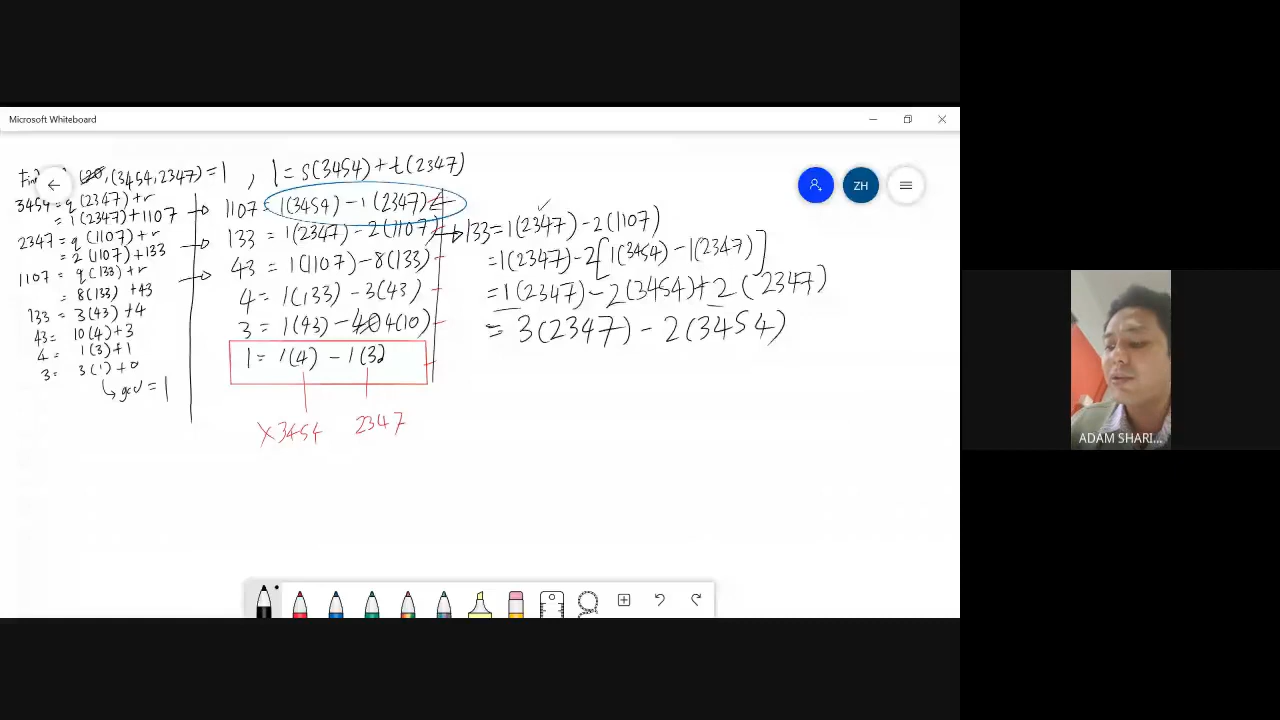 Microsoft Whiteboard
(3454, 2347) = 1 , 1 = s(3454) + t(2347)
3454 = q(2347) + r
= 1(2347) + 1107
2347 = q(1107) + r
= 2(1107) + 133
1107 = q(133) + r
= 8(133) + 43
133 = 3(43) + 4
43 = 10(4) + 3
4 = 1(3) + 1
3 = 3(1) + 0
↳ gcd = 1
1107 = 1(3454) - 1(2347)
133 = 1(2347) - 2(1107)
43 = 1(1107) - 8(133)
4 = 1(133) - 3(43)
3 = 1(43) - 4(10)
1 = 1(4) - 1(3)
X3454 2347
133 = 1(2347) - 2(1107)
= 1(2347) - 2[1(3454) - 1(2347)]
= 1(2347) - 2(3454) + 2(2347)
= 3(2347) - 2(3454)
ZH
ADAM SHARI...